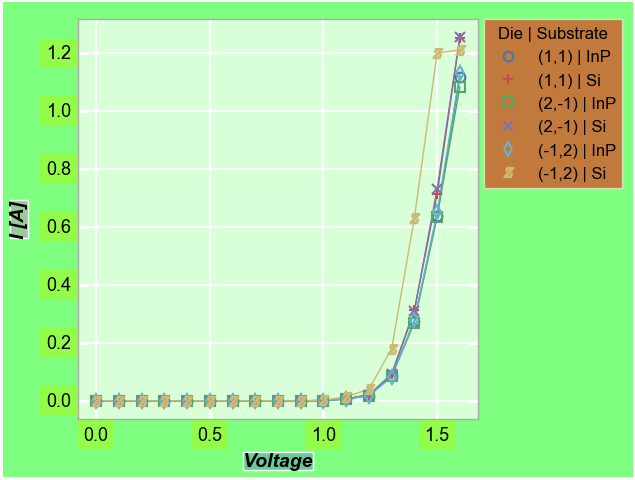 Die | Substrate
(1,1) | InP
(1,1) | Si
(2,-1) | InP
(2,-1) | Si
(-1,2) | InP
(-1,2) | Si
1.2
1.0
0.8
0.6
0.4
0.2
0.0
I [A]
0.0 0.5 1.0 1.5
Voltage